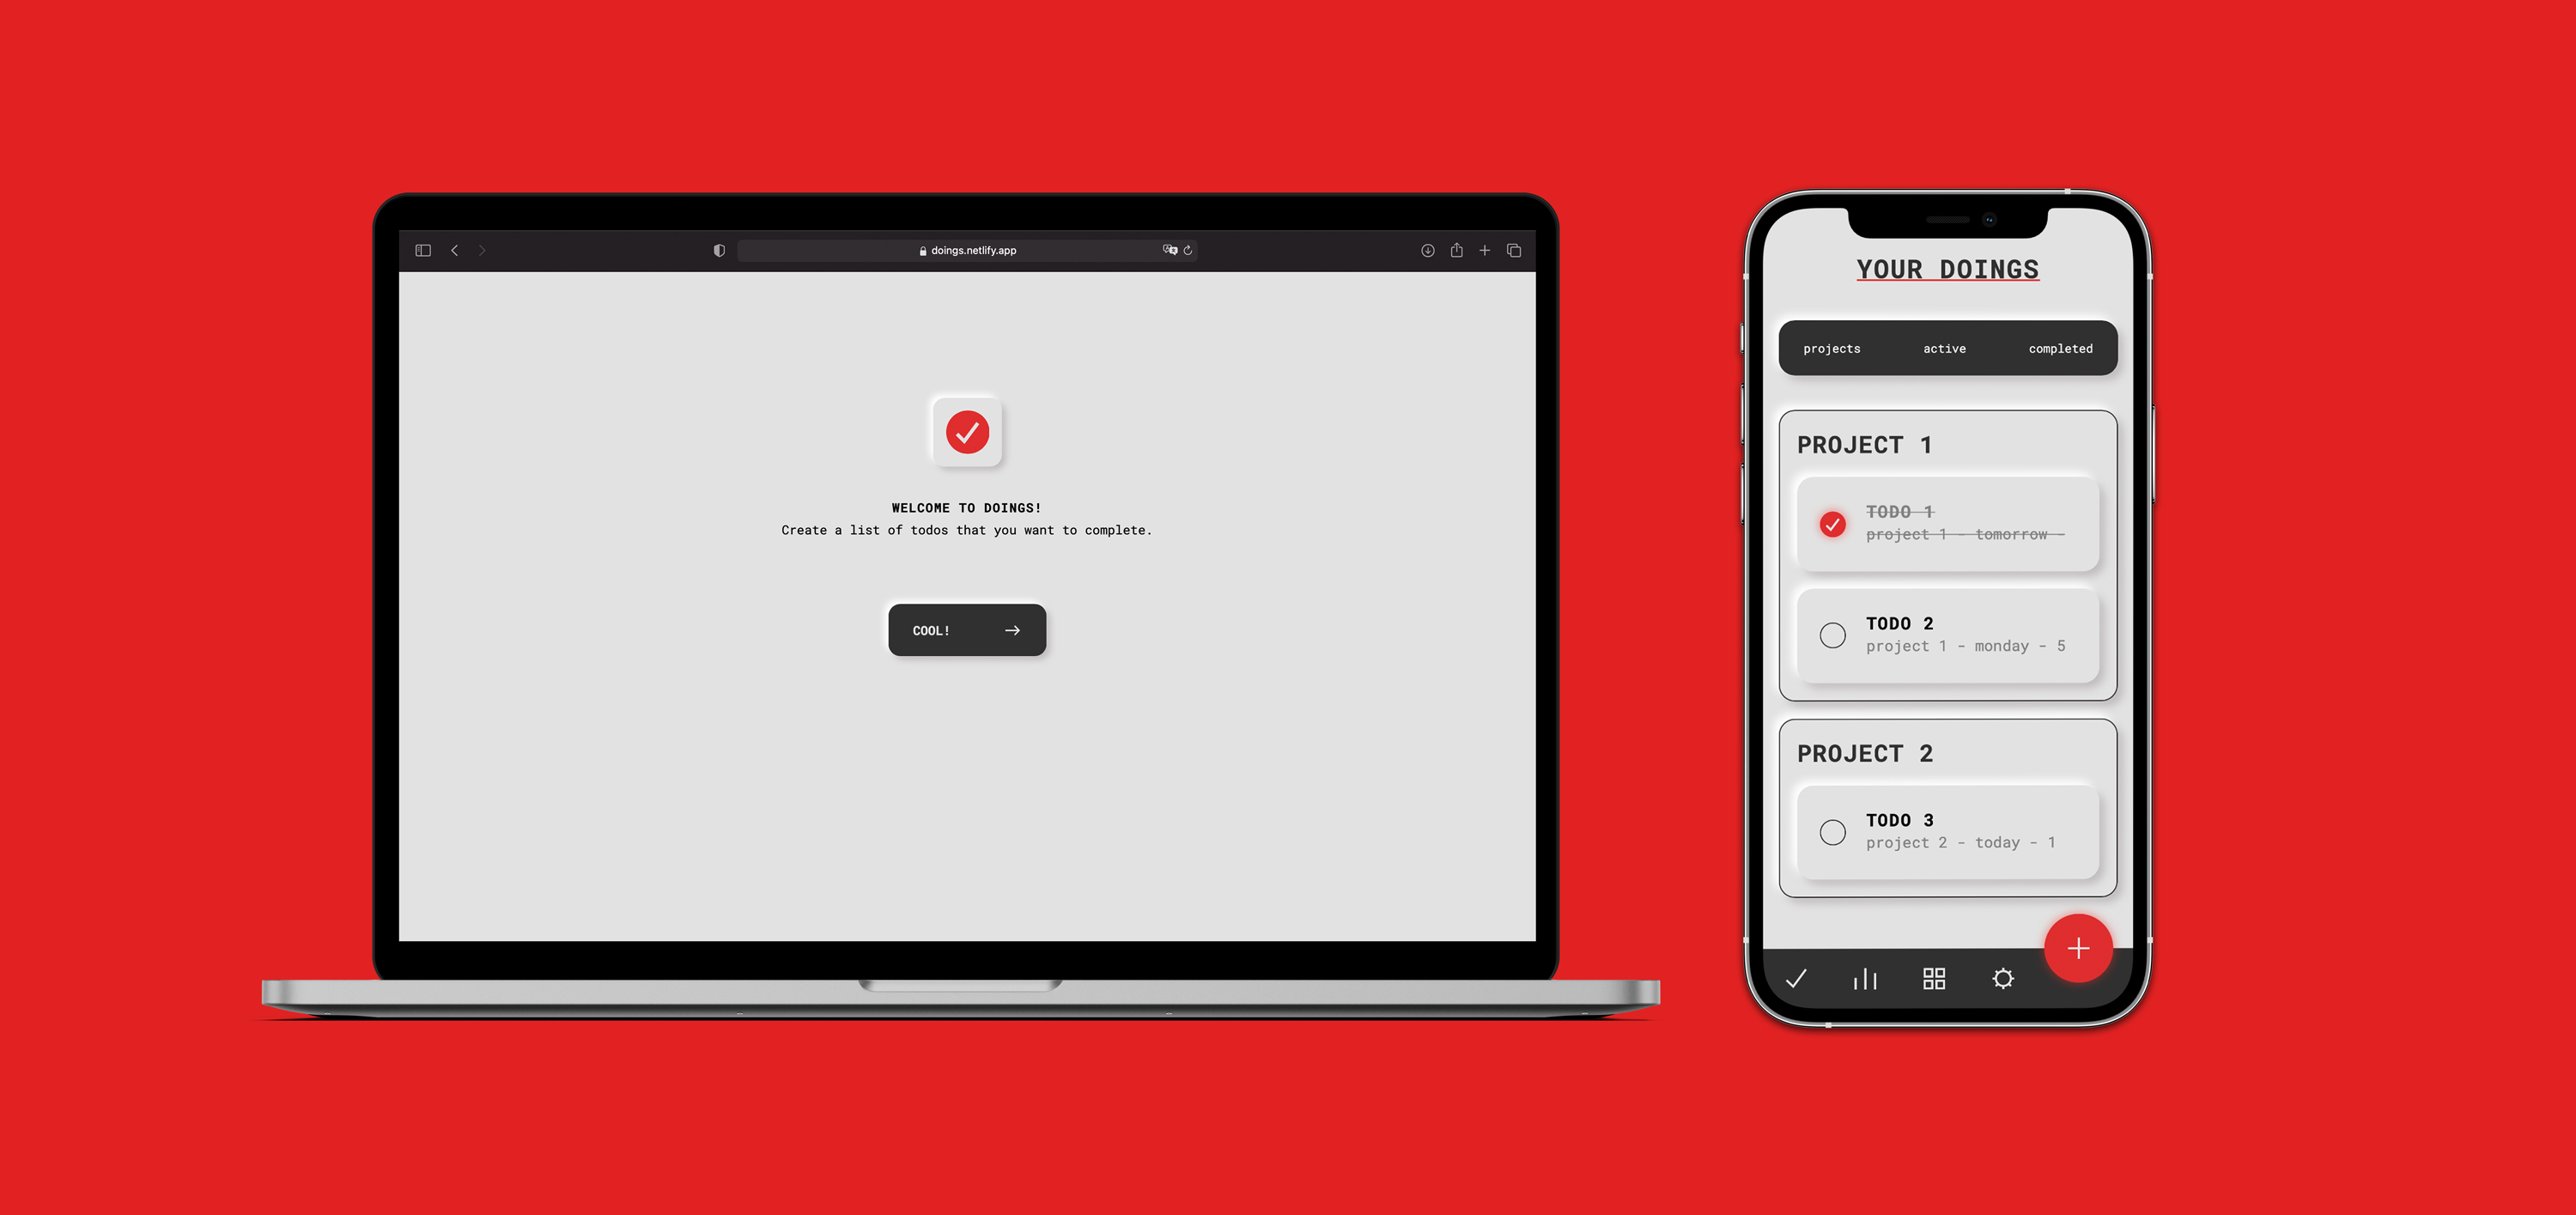 doings.netlify.app
WELCOME TO DOINGS!
Create a list of todos that you want to complete.
COOL!
YOUR DOINGS
projects active completed
PROJECT 1
TODO 1
project 1 - tomorrow -
TODO 2
project 1 - monday - 5
PROJECT 2
TODO 3
project 2 - today - 1